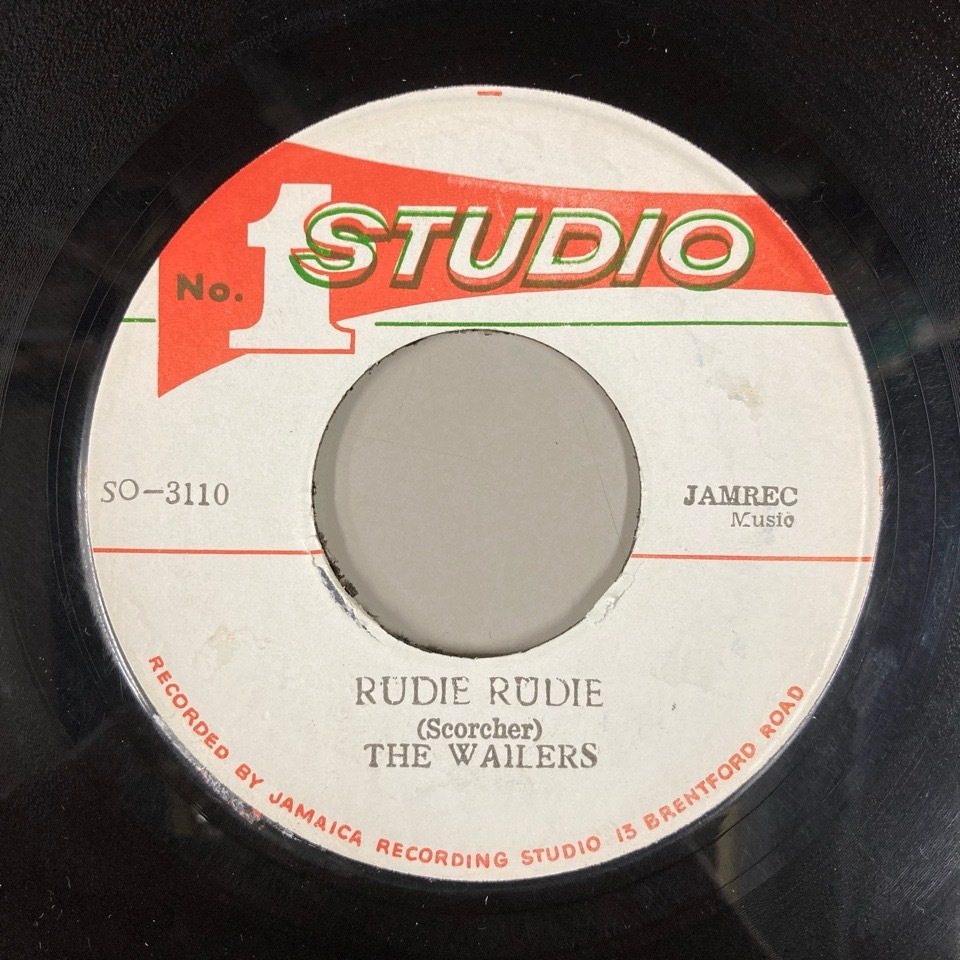 No. 1 STUDIO
SO-3110
JAMREC
Music
RUDIE RUDIE
(Scorcher)
THE WAILERS
RECORDED BY JAMAICA RECORDING STUDIO 13 BRENTFORD ROAD